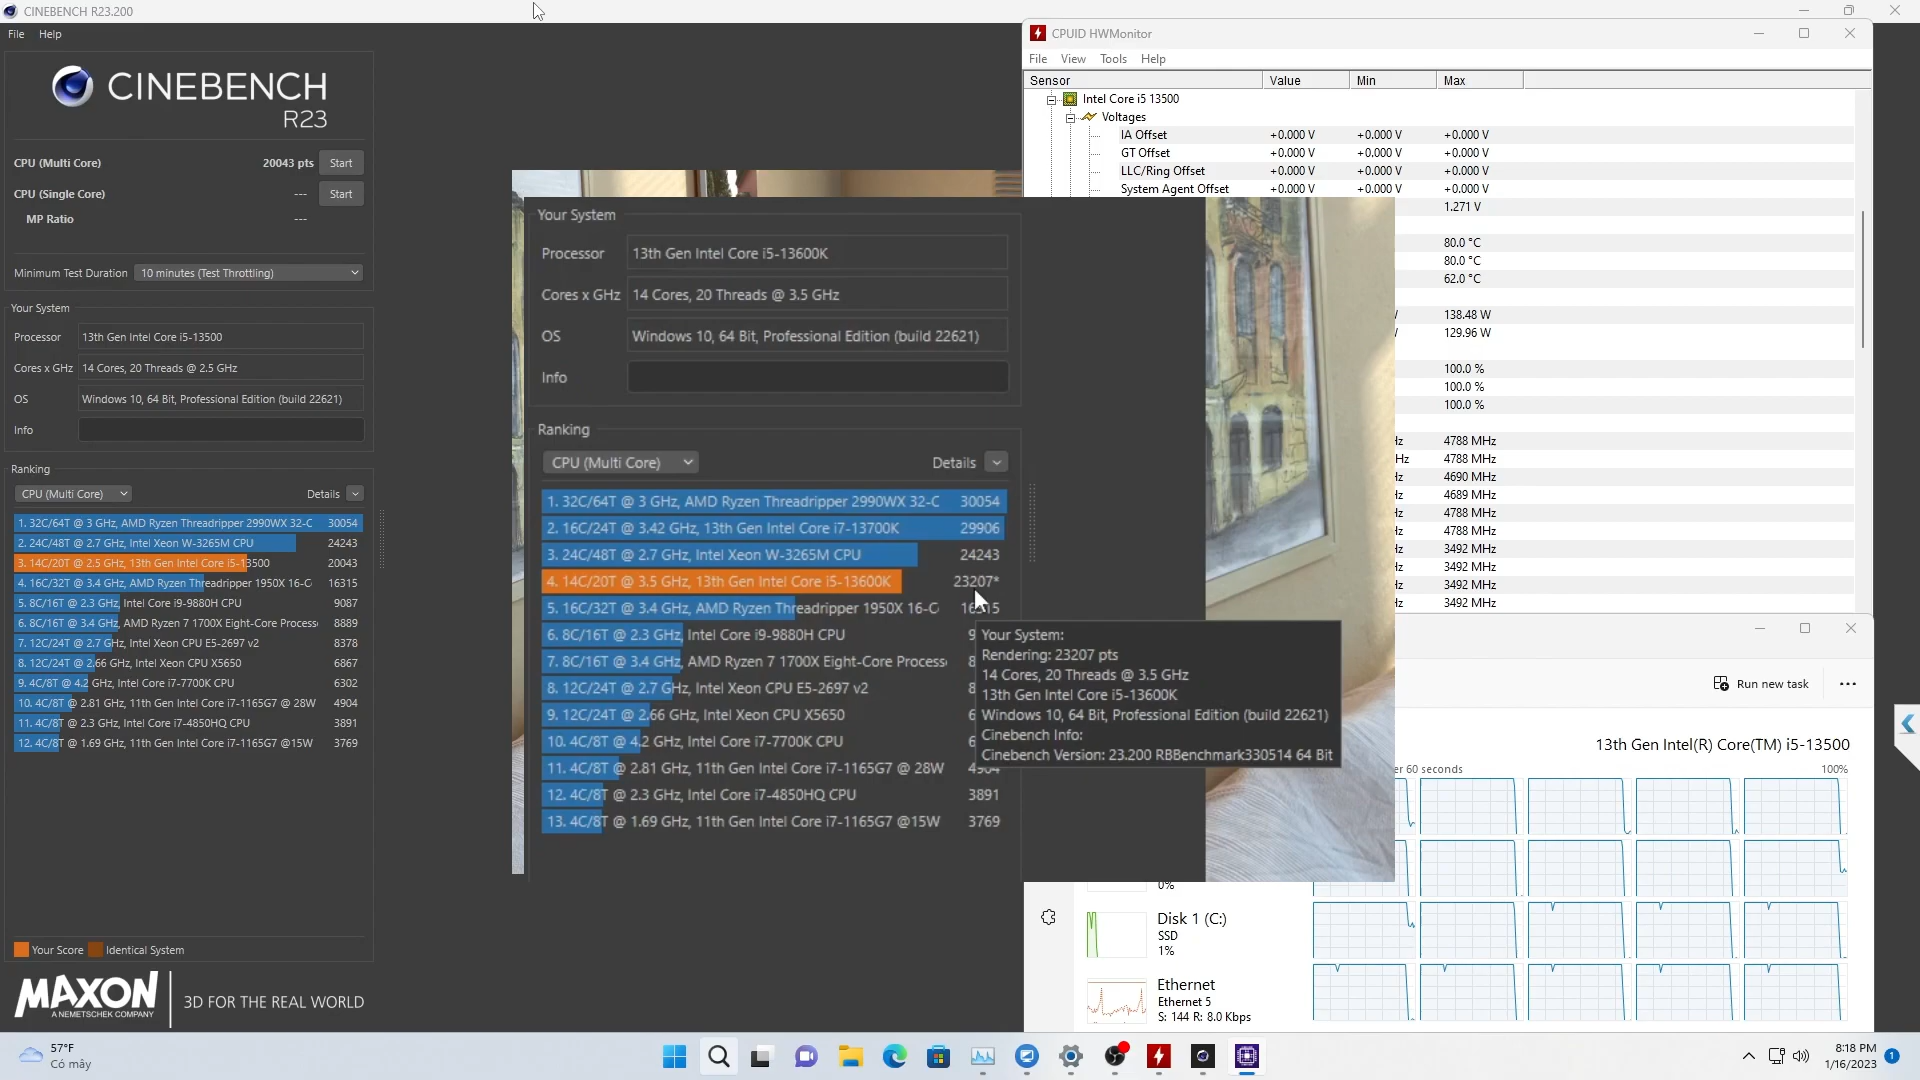 CINEBENCH R23.200
File Help
CINEBENCH
R23
CPU (Multi Core) 20043 pts Start
CPU (Single Core) --- Start
MP Ratio ---
Minimum Test Duration 10 minutes (Test Throttling)
Your System
Processor 13th Gen Intel Core i5-13500
Cores x GHz 14 Cores, 20 Threads @ 2.5 GHz
OS Windows 10, 64 Bit, Professional Edition (build 22621)
Info
Ranking
CPU (Multi Core) Details
1. 32C/64T @ 3 GHz, AMD Ryzen Threadripper 2990WX 32-C 30054
2. 24C/48T @ 2.7 GHz, Intel Xeon W-3265M CPU 24243
3. 14C/20T @ 2.5 GHz, 13th Gen Intel Core i5-13500 20043
4. 16C/32T @ 3.4 GHz, AMD Ryzen Threadripper 1950X 16-C 16315
5. 8C/16T @ 2.3 GHz, Intel Core i9-9880H CPU 9087
6. 8C/16T @ 3.4 GHz, AMD Ryzen 7 1700X Eight-Core Process 8889
7. 12C/24T @ 2.7 GHz, Intel Xeon CPU E5-2697 v2 8378
8. 12C/24T @ 2.66 GHz, Intel Xeon CPU X5650 6867
9. 4C/8T @ 4.2 GHz, Intel Core i7-7700K CPU 6302
10. 4C/8T @ 2.81 GHz, 11th Gen Intel Core i7-1165G7 @ 28W 4904
11. 4C/8T @ 2.3 GHz, Intel Core i7-4850HQ CPU 3891
12. 4C/8T @ 1.69 GHz, 11th Gen Intel Core i7-1165G7 @15W 3769
Your Score Identical System
MAXON
A NEMETSCHEK COMPANY
3D FOR THE REAL WORLD
Your System
Processor 13th Gen Intel Core i5-13600K
Cores x GHz 14 Cores, 20 Threads @ 3.5 GHz
OS Windows 10, 64 Bit, Professional Edition (build 22621)
Info
Ranking
CPU (Multi Core) Details
1. 32C/64T @ 3 GHz, AMD Ryzen Threadripper 2990WX 32-C 30054
2. 16C/24T @ 3.42 GHz, 13th Gen Intel Core i7-13700K 29906
3. 24C/48T @ 2.7 GHz, Intel Xeon W-3265M CPU 24243
4. 14C/20T @ 3.5 GHz, 13th Gen Intel Core i5-13600K 23207*
5. 16C/32T @ 3.4 GHz, AMD Ryzen Threadripper 1950X 16-C
6. 8C/16T @ 2.3 GHz, Intel Core i9-9880H CPU 9
7. 8C/16T @ 3.4 GHz, AMD Ryzen 7 1700X Eight-Core Process 8
8. 12C/24T @ 2.7 GHz, Intel Xeon CPU E5-2697 v2 8
9. 12C/24T @ 2.66 GHz, Intel Xeon CPU X5650 6
10. 4C/8T @ 4.2 GHz, Intel Core i7-7700K CPU 6
11. 4C/8T @ 2.81 GHz, 11th Gen Intel Core i7-1165G7 @ 28W 4904
12. 4C/8T @ 2.3 GHz, Intel Core i7-4850HQ CPU 3891
13. 4C/8T @ 1.69 GHz, 11th Gen Intel Core i7-1165G7 @15W 3769
Your System:
Rendering: 23207 pts
14 Cores, 20 Threads @ 3.5 GHz
13th Gen Intel Core i5-13600K
Windows 10, 64 Bit, Professional Edition (build 22621)
Cinebench Info:
Cinebench Version: 23.200 RBBenchmark330514 64 Bit
CPUID HWMonitor
File View Tools Help
Sensor Value Min Max
Intel Core i5 13500
Voltages
IA Offset +0.000 V +0.000 V +0.000 V
GT Offset +0.000 V +0.000 V +0.000 V
LLC/Ring Offset +0.000 V +0.000 V +0.000 V
System Agent Offset +0.000 V +0.000 V +0.000 V
1.271 V
80.0 °C
80.0 °C
62.0 °C
138.48 W
129.96 W
100.0 %
100.0 %
100.0 %
Hz 4788 MHz
Hz 4788 MHz
Hz 4690 MHz
Hz 4689 MHz
Hz 4788 MHz
Hz 4788 MHz
Hz 3492 MHz
Hz 3492 MHz
Hz 3492 MHz
Hz 3492 MHz
Run new task
13th Gen Intel(R) Core(TM) i5-13500
er 60 seconds 100%
0%
Disk 1 (C:)
SSD
1%
Ethernet
Ethernet 5
S: 144 R: 8.0 Kbps
57°F
Có mây
8:18 PM
1/16/2023
1